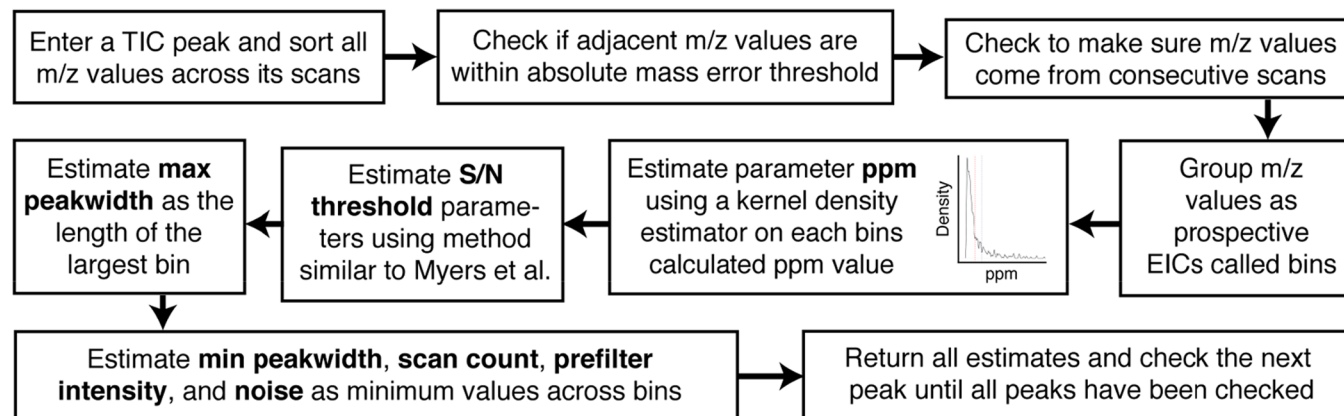 Enter a TIC peak and sort all
m/z values across its scans
Check if adjacent m/z values are
within absolute mass error threshold
Check to make sure m/z values
come from consecutive scans
Group m/z
values as
prospective
EICs called bins
Estimate parameter ppm
using a kernel density
estimator on each bins
calculated ppm value
Density
ppm
Estimate S/N
threshold parame-
ters using method
similar to Myers et al.
Estimate max
peakwidth as the
length of the
largest bin
Estimate min peakwidth, scan count, prefilter
intensity, and noise as minimum values across bins
Return all estimates and check the next
peak until all peaks have been checked